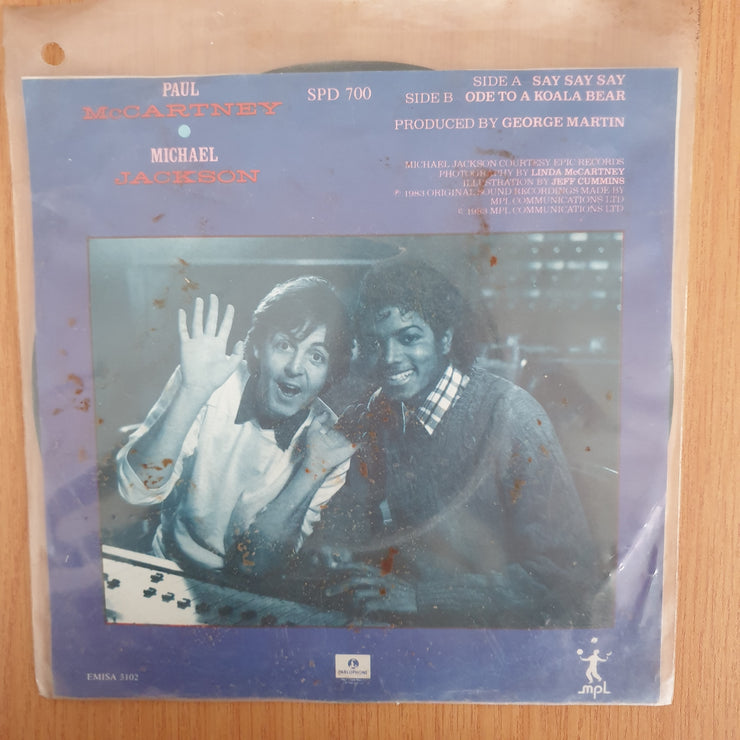 PAUL
McCARTNEY
MICHAEL
JACKSON
SPD 700
SIDE A SAY SAY SAY
SIDE B ODE TO A KOALA BEAR
PRODUCED BY GEORGE MARTIN
MICHAEL JACKSON COURTESY EPIC RECORDS
PHOTOGRAPHY BY LINDA McCARTNEY
ILLUSTRATION BY JEFF CUMMINS
℗ 1983 ORIGINAL SOUND RECORDINGS MADE BY
MPL COMMUNICATIONS LTD
© 1983 MPL COMMUNICATIONS LTD
EMISA 5102
PARLOPHONE
mpL